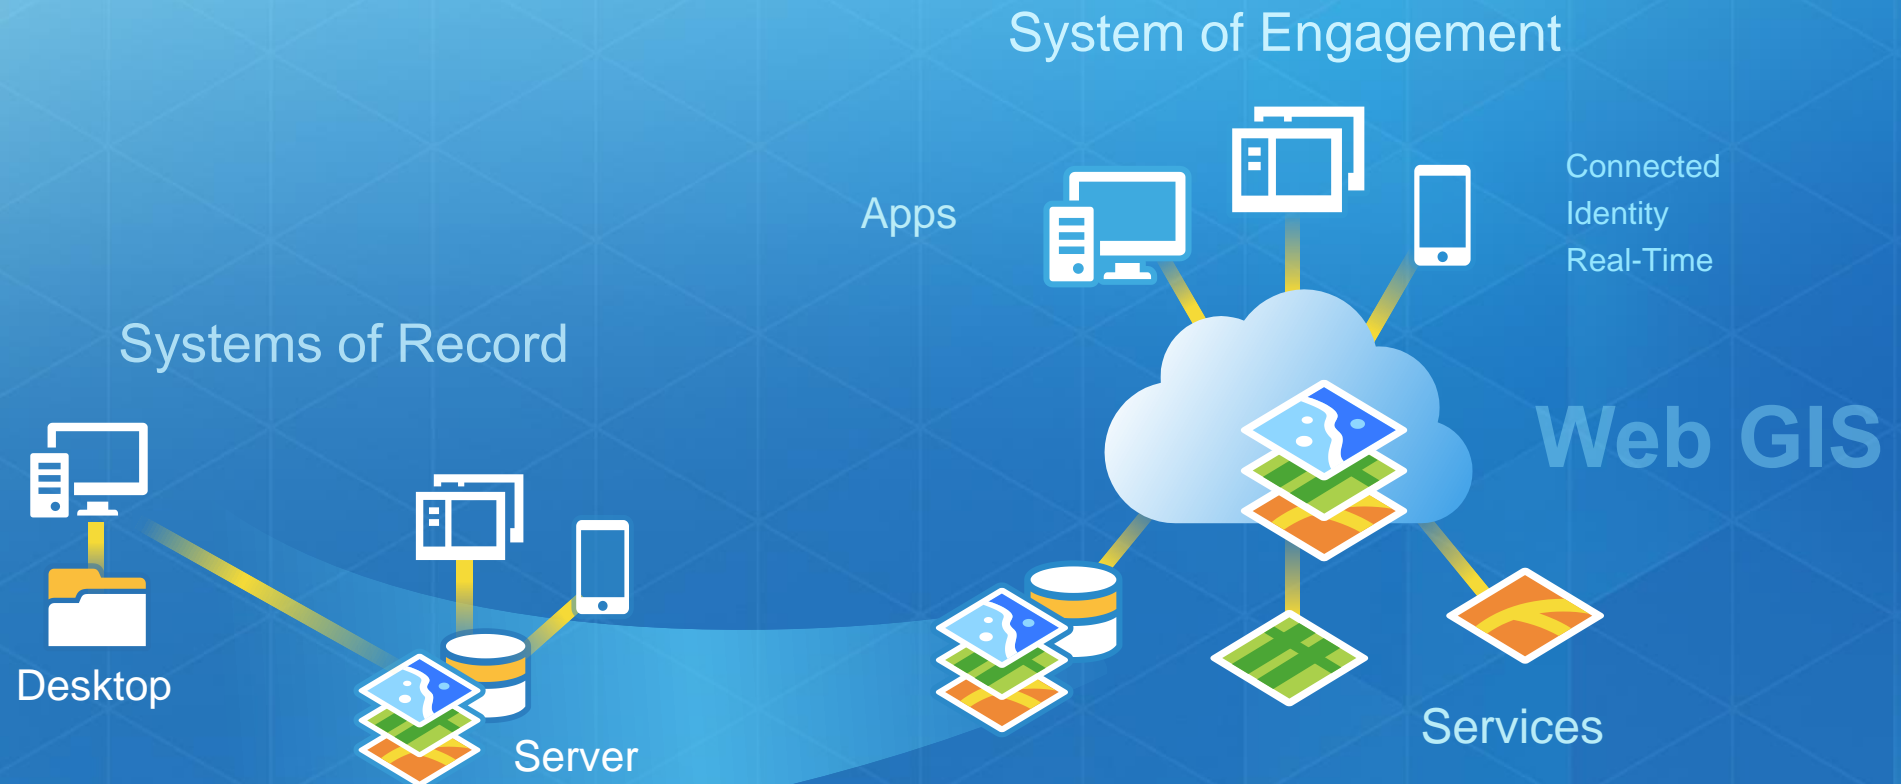 System of Engagement
Apps
Connected
Identity
Real-Time
Systems of Record
Web GIS
Desktop
Server
Services